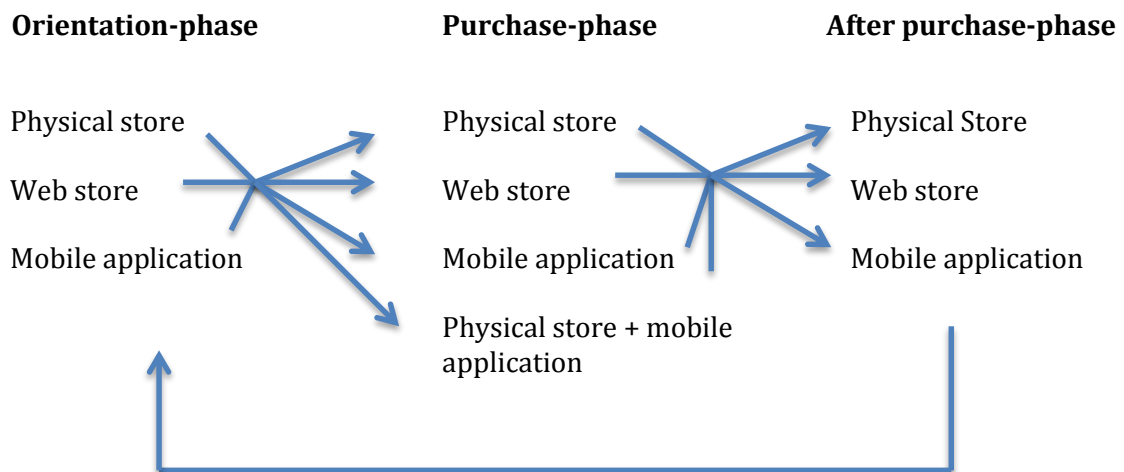 Orientation-phase
Purchase-phase
After purchase-phase
Physical store
Physical store
Physical Store
Web store
Web store
Web store
Mobile application
Mobile application
Mobile application
Physical store + mobile
application